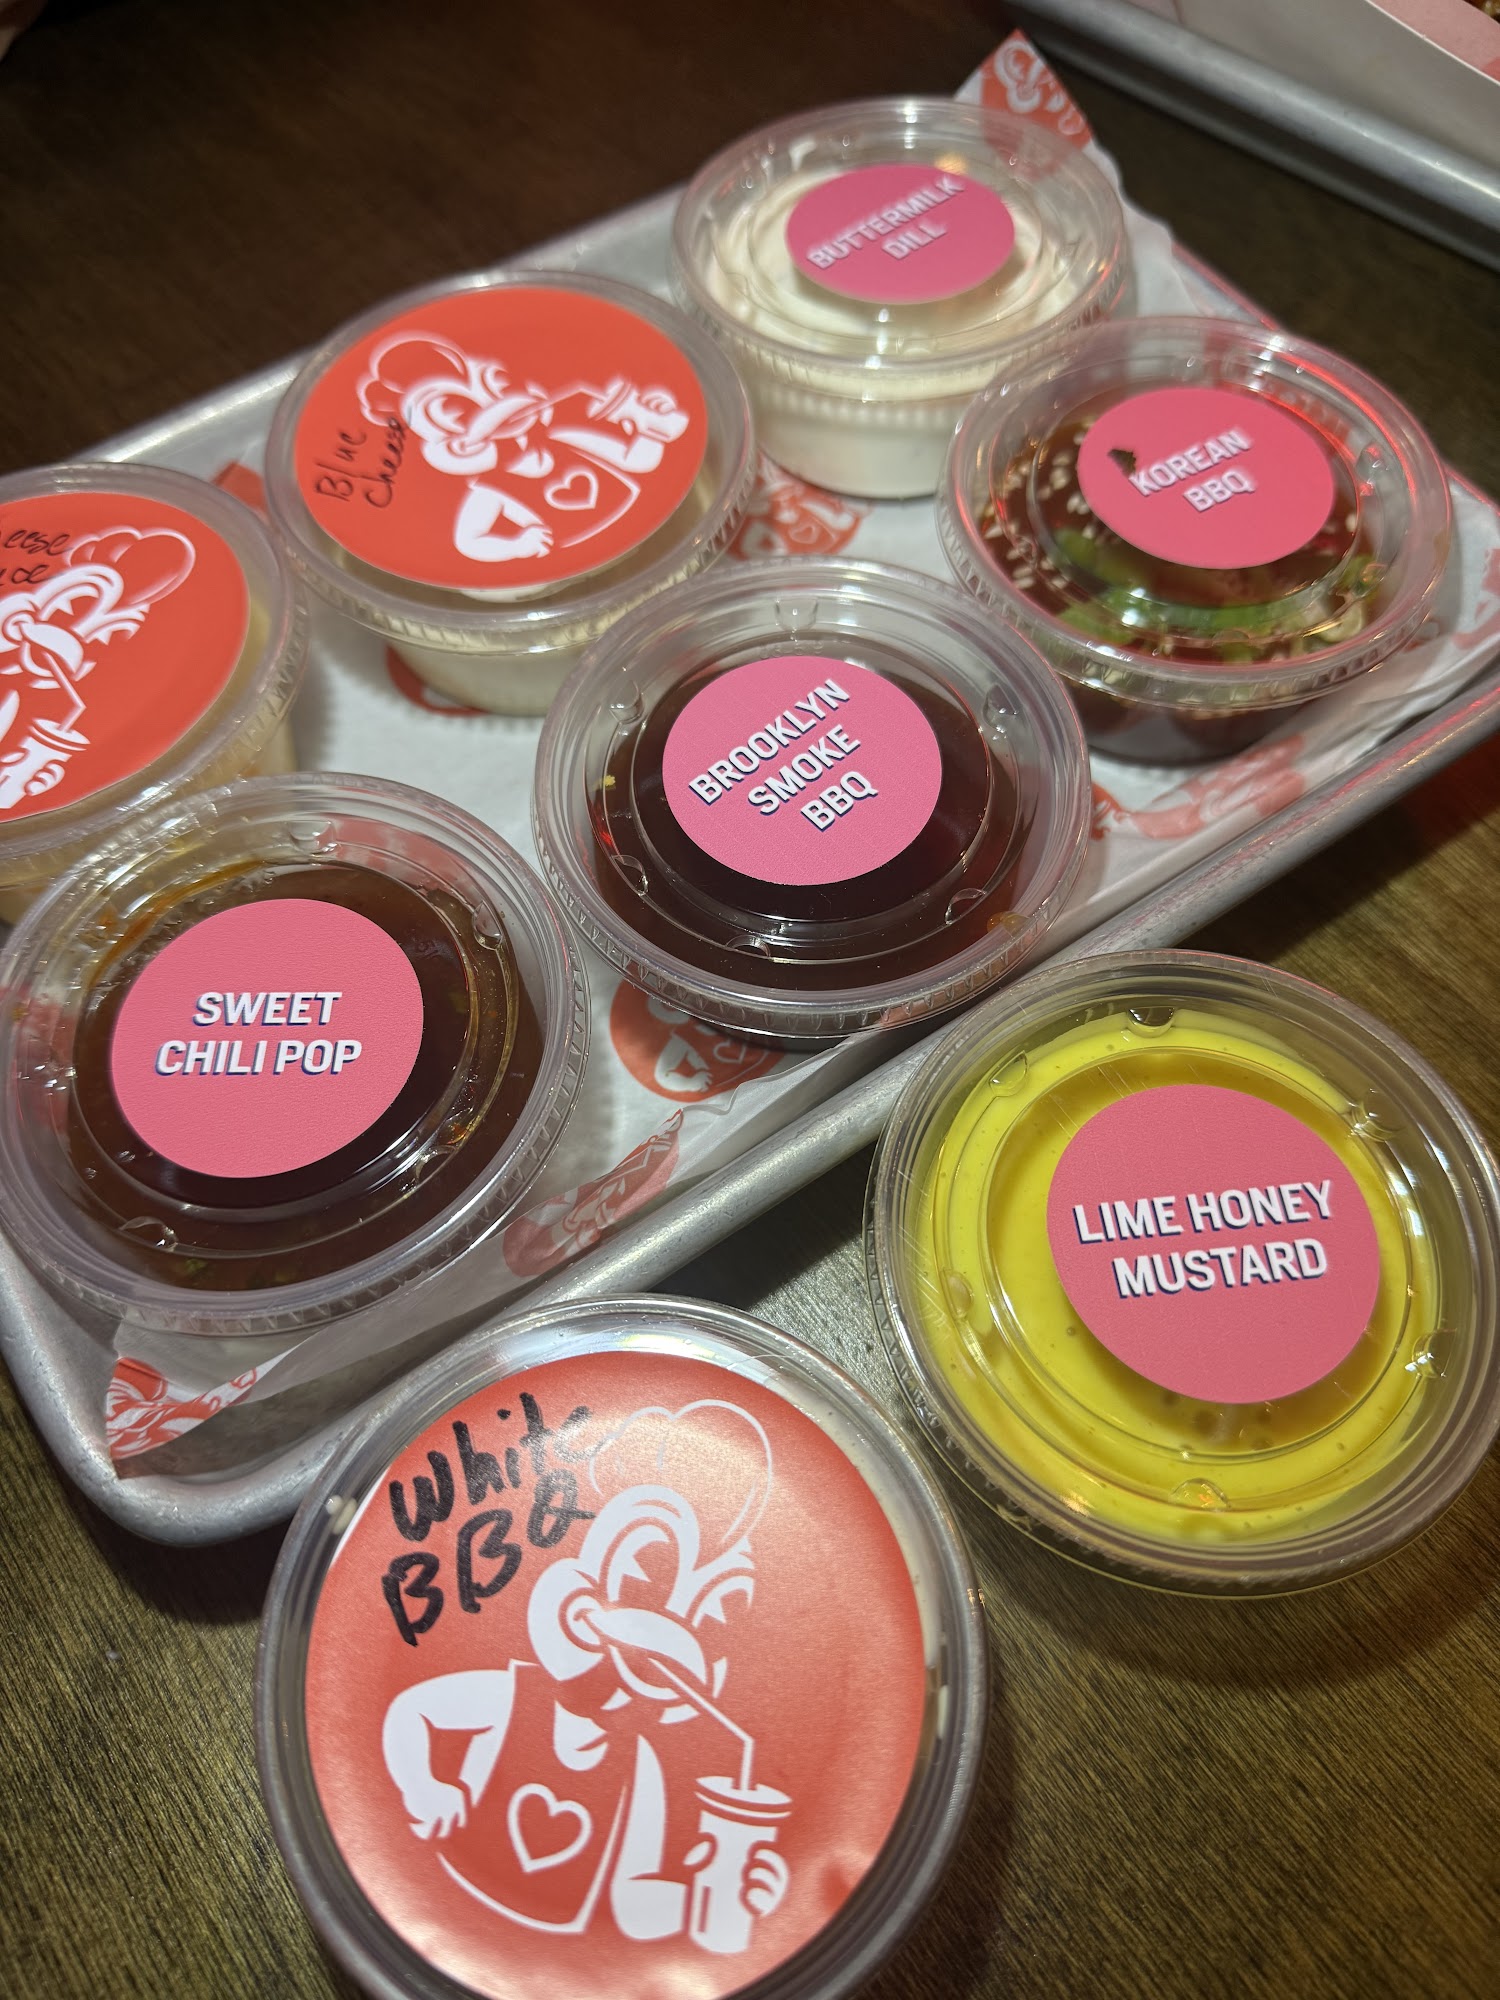 BUTTERMILK
DILL
Blue
Cheese
KOREAN
BBQ
BROOKLYN
SMOKE
BBQ
SWEET
CHILI POP
LIME HONEY
MUSTARD
White
BBQ